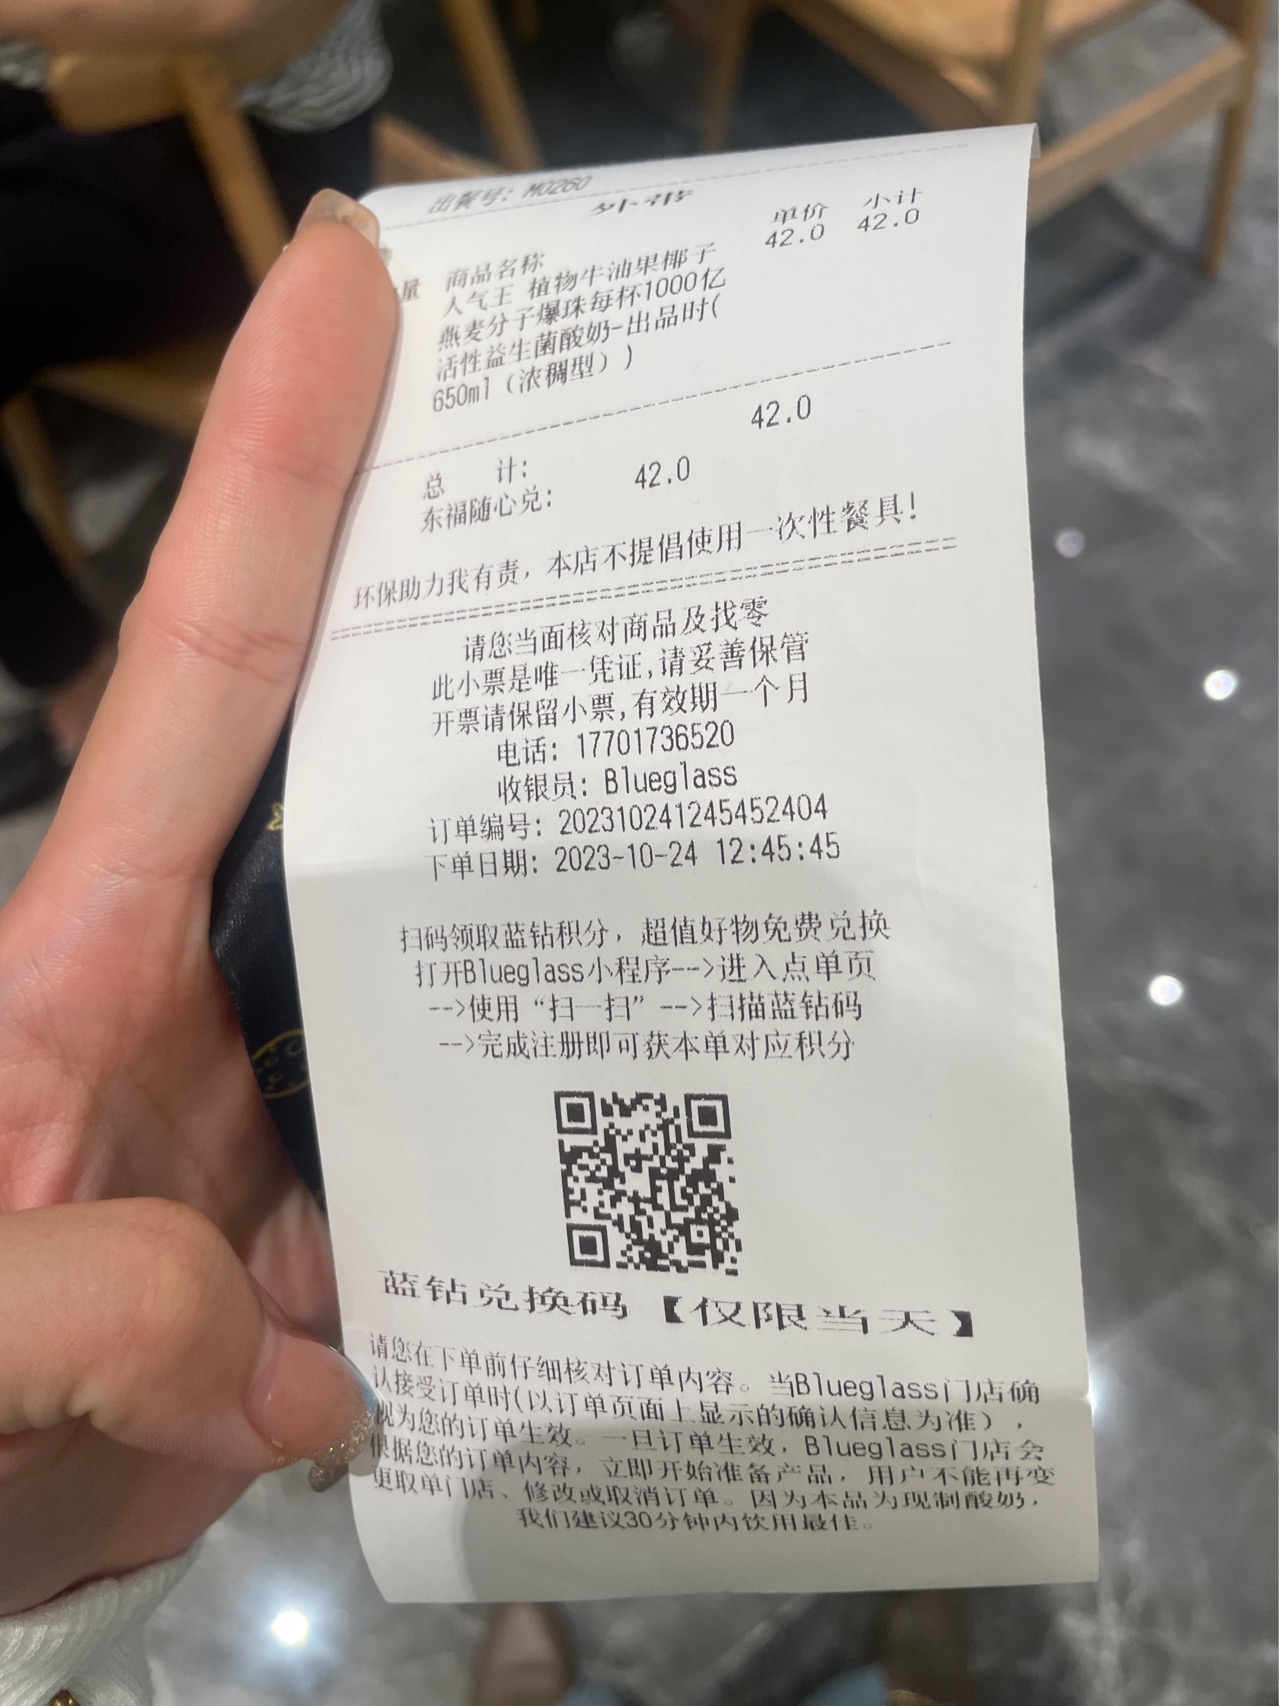 出餐号: M0260
外带
量 商品名称 单价 小计
人气王 植物牛油果椰子 42.0 42.0
燕麦分子爆珠每杯1000亿
活性益生菌酸奶-出品时(
650ml（浓稠型）)
42.0
总 计:
东福随心兑: 42.0
环保助力我有责，本店不提倡使用一次性餐具!
请您当面核对商品及找零
此小票是唯一凭证,请妥善保管
开票请保留小票,有效期一个月
电话: 17701736520
收银员: Blueglass
订单编号: 202310241245452404
下单日期: 2023-10-24 12:45:45
扫码领取蓝钻积分，超值好物免费兑换
打开Blueglass小程序-->进入点单页
-->使用“扫一扫”-->扫描蓝钻码
-->完成注册即可获本单对应积分
蓝钻兑换码【仅限当天】
请您在下单前仔细核对订单内容。当Blueglass门店确
认接受订单时(以订单页面上显示的确认信息为准)，
视为您的订单生效。一旦订单生效，Blueglass门店会
根据您的订单内容，立即开始准备产品，用户不能再变
更取单门店、修改或取消订单。因为本品为现制酸奶，
我们建议30分钟内饮用最佳。